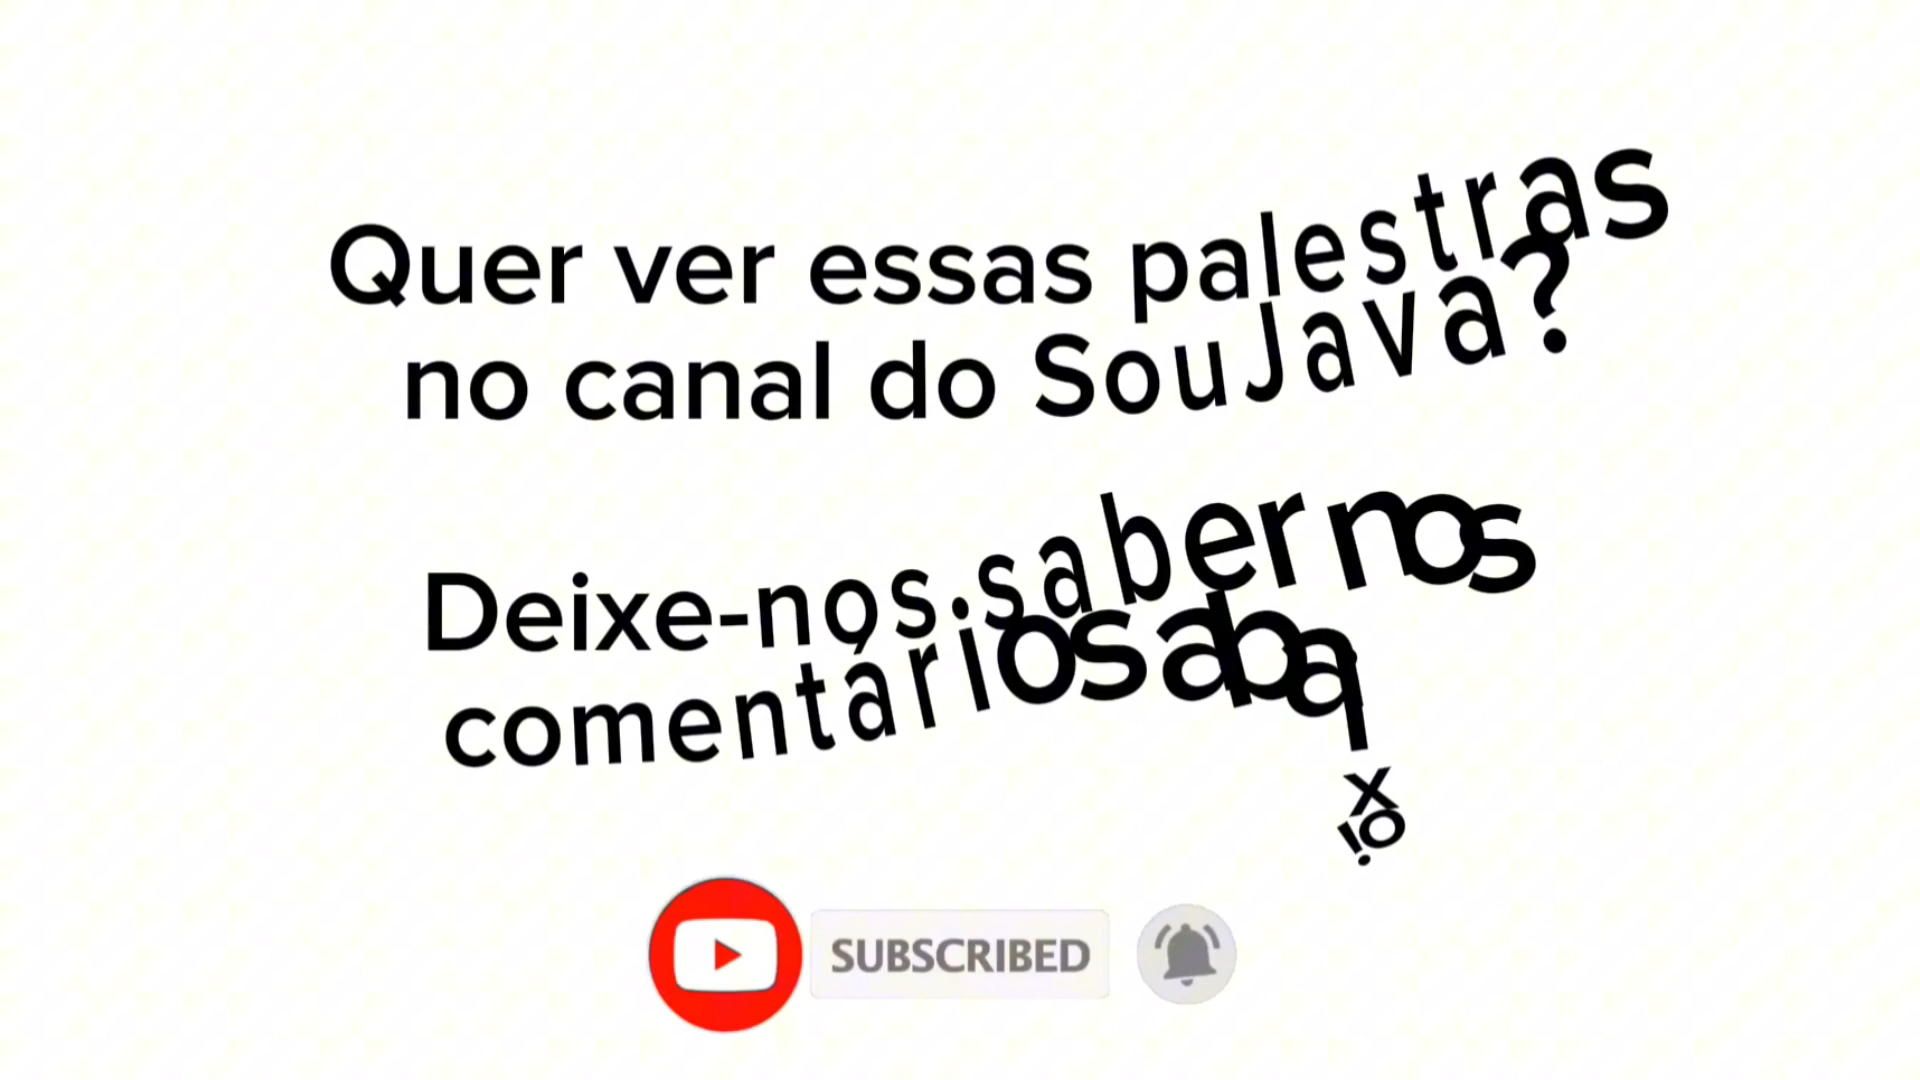 Quer ver essas palestras
no canal do SouJava?
Deixe-nos saber nos
comentários abaixo!
SUBSCRIBED